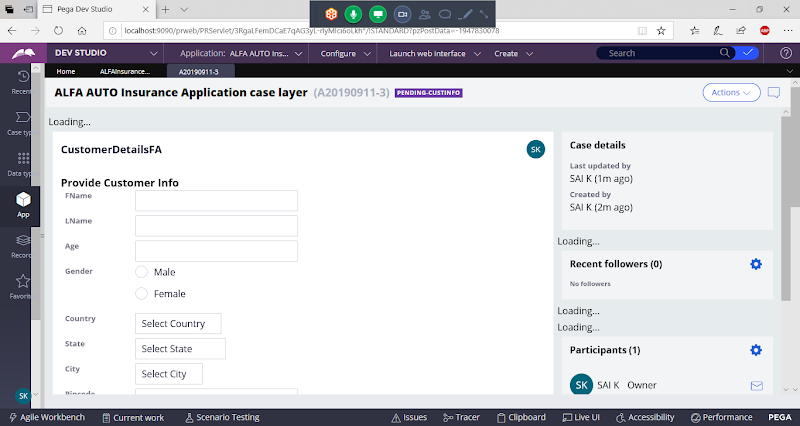 Pega Dev Studio
localhost:9090/prweb/PRServlet/3RgaLFemDCaE7qAG3yL-riyMIci6oLkh*/!STANDARD?pzPostData=-1947830078
DEV STUDIO
Application: ALFA AUTO Ins...
Configure
Launch web interface
Create
Search
Home
ALFAInsurance...
A20190911-3
ALFA AUTO Insurance Application case layer (A20190911-3) PENDING-CUSTINFO
Actions
Loading...
Recen
Case typ
Data typ
App
Record
Favorite
SK
CustomerDetailsFA
SK
Provide Customer Info
FName
LName
Age
Gender
Male
Female
Country
Select Country
State
Select State
City
Select City
Pincode
Case details
Last updated by
SAI K (1m ago)
Created by
SAI K (2m ago)
Loading...
Recent followers (0)
No followers
Loading...
Loading...
Participants (1)
SK SAI K Owner
Agile Workbench
Current work
Scenario Testing
Issues
Tracer
Clipboard
Live UI
Accessibility
Performance
PEGA